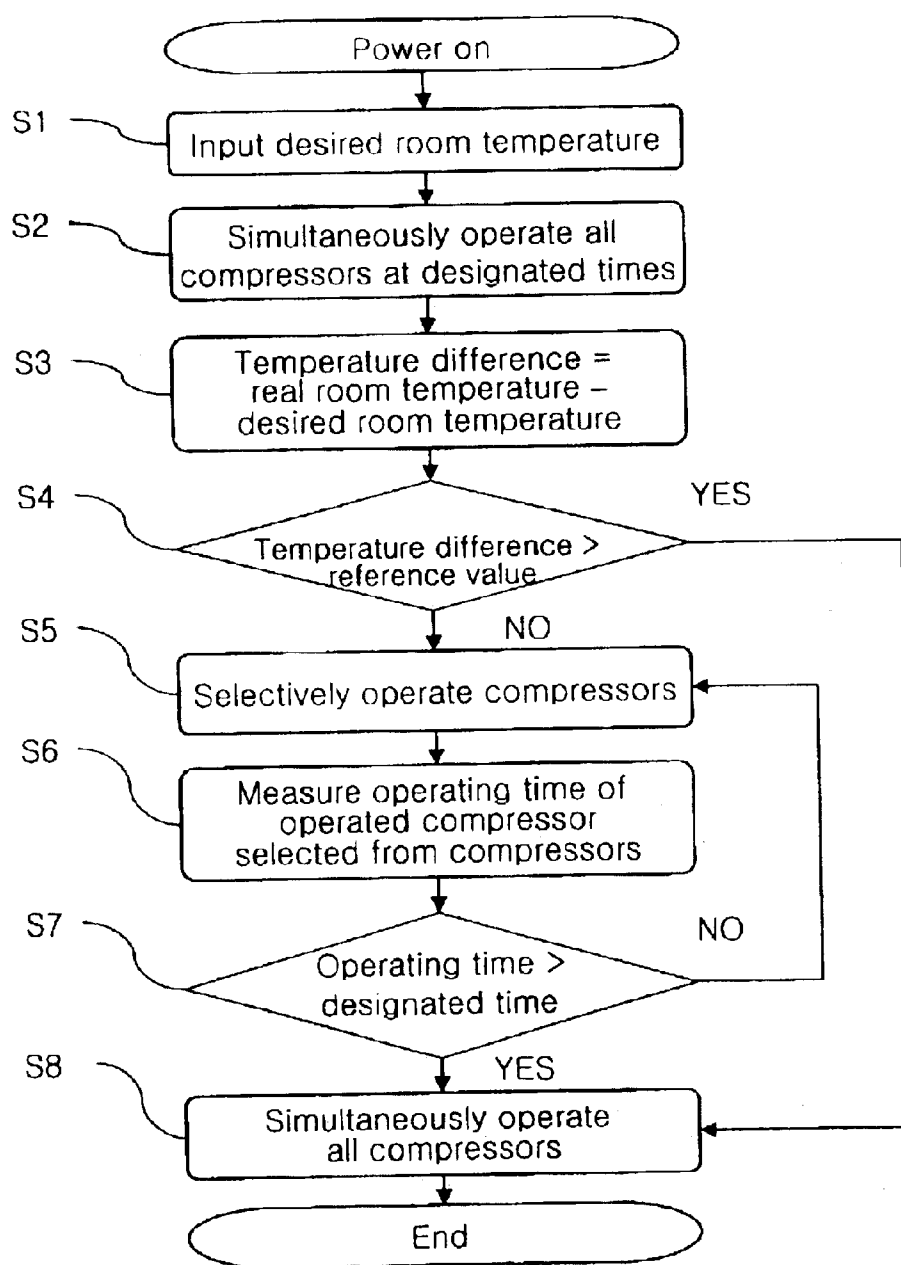 Power on
S1
Input desired room temperature
S2
Simultaneously operate all
compressors at designated times
S3
Temperature difference =
real room temperature –
desired room temperature
S4
YES
Temperature difference >
reference value
NO
S5
Selectively operate compressors
S6
Measure operating time of
operated compressor
selected from compressors
S7
NO
Operating time >
designated time
YES
S8
Simultaneously operate
all compressors
End